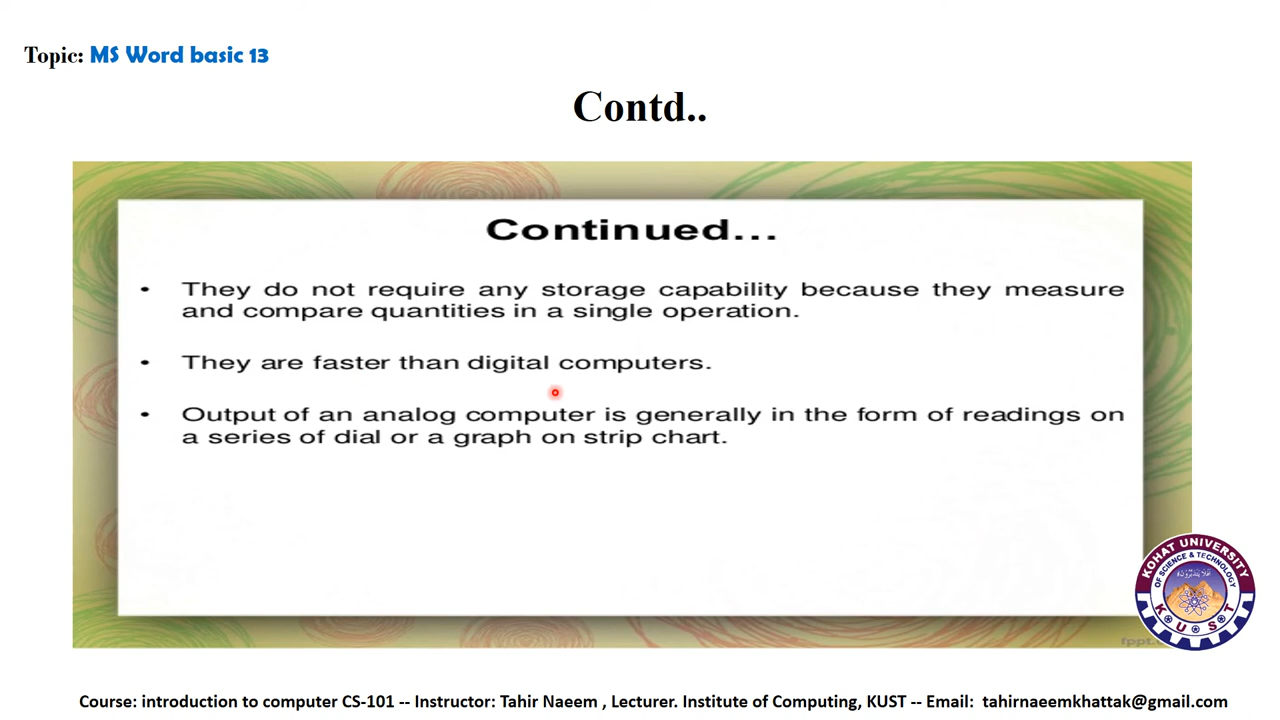 Topic: MS Word basic 13
Contd..
Continued...
• They do not require any storage capability because they measure
and compare quantities in a single operation.
• They are faster than digital computers.
• Output of an analog computer is generally in the form of readings on
a series of dial or a graph on strip chart.
KOHAT UNIVERSITY
OF SCIENCE & TECHNOLOGY
K U S T
Course: introduction to computer CS-101 -- Instructor: Tahir Naeem , Lecturer. Institute of Computing, KUST -- Email: tahirnaeemkhattak@gmail.com